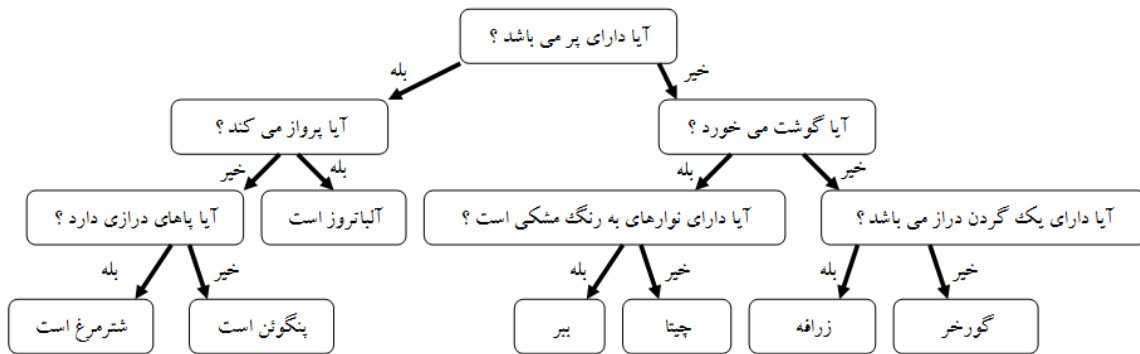 آیا دارای پر می باشد ؟
بله
خیر
آیا پرواز می کند ؟
آیا گوشت می خورد ؟
خیر
بله
بله
خیر
آیا پاهای درازی دارد ؟
آلباتروز است
آیا دارای نوارهای به رنگ مشکی است ؟
آیا دارای یک گردن دراز می باشد ؟
بله
خیر
بله
خیر
بله
خیر
شترمرغ است
پنگوئن است
ببر
چیتا
زرافه
گورخر